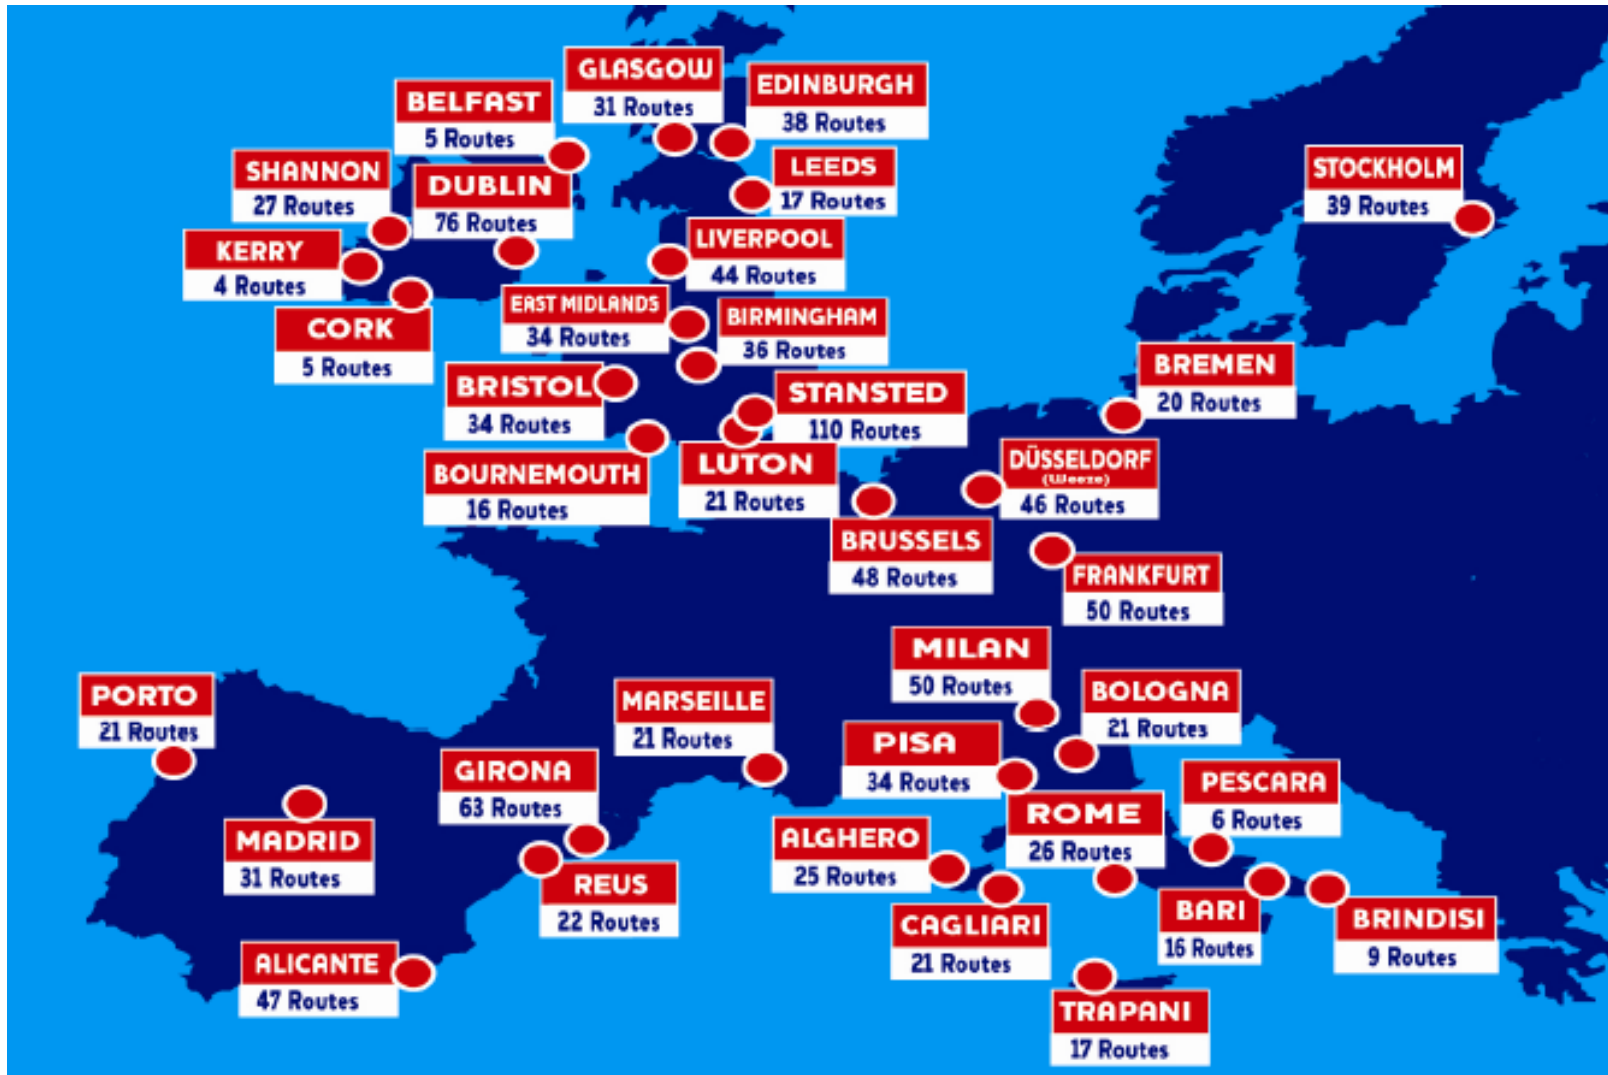 GLASGOW
31 Routes
EDINBURGH
38 Routes
BELFAST
5 Routes
LEEDS
17 Routes
STOCKHOLM
39 Routes
SHANNON
27 Routes
DUBLIN
76 Routes
KERRY
4 Routes
LIVERPOOL
44 Routes
CORK
5 Routes
EAST MIDLANDS
34 Routes
BIRMINGHAM
36 Routes
BREMEN
20 Routes
BRISTOL
34 Routes
STANSTED
110 Routes
BOURNEMOUTH
16 Routes
LUTON
21 Routes
DÜSSELDORF
(Weeze)
46 Routes
BRUSSELS
48 Routes
FRANKFURT
50 Routes
MILAN
50 Routes
PORTO
21 Routes
MARSEILLE
21 Routes
BOLOGNA
21 Routes
PISA
34 Routes
GIRONA
63 Routes
PESCARA
6 Routes
ROME
26 Routes
MADRID
31 Routes
ALGHERO
25 Routes
REUS
22 Routes
CAGLIARI
21 Routes
BARI
16 Routes
BRINDISI
9 Routes
ALICANTE
47 Routes
TRAPANI
17 Routes